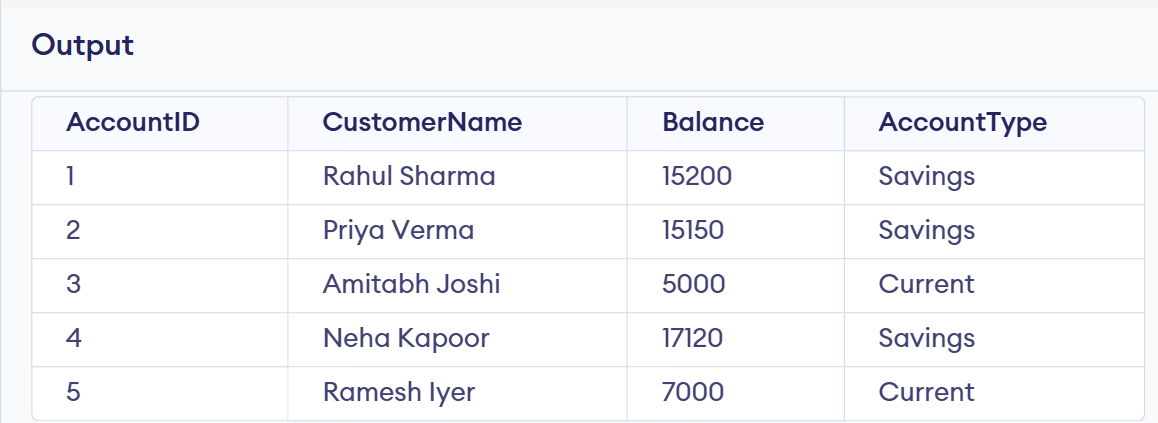 Output
AccountID CustomerName Balance AccountType
1 Rahul Sharma 15200 Savings
2 Priya Verma 15150 Savings
3 Amitabh Joshi 5000 Current
4 Neha Kapoor 17120 Savings
5 Ramesh Iyer 7000 Current